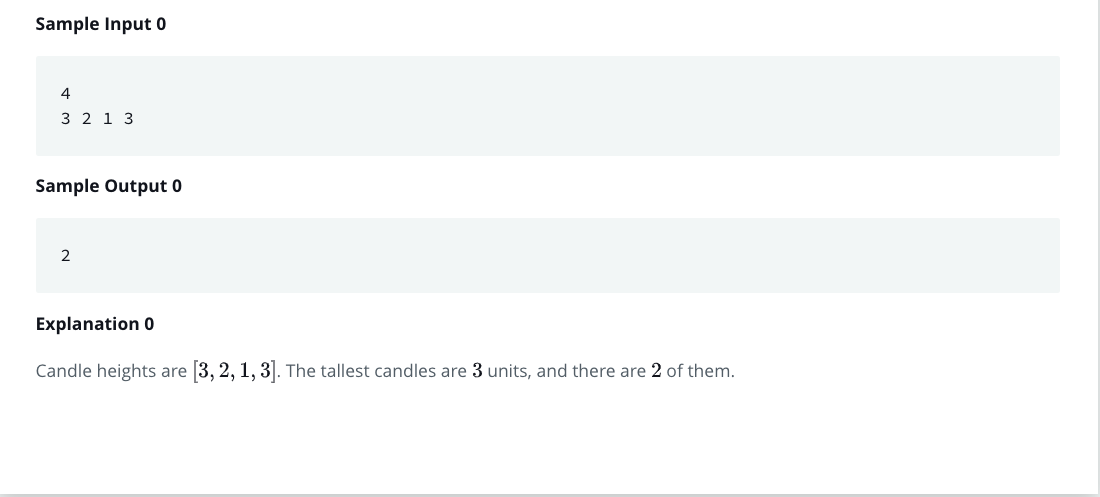 Sample Input 0
4
3 2 1 3
Sample Output 0
2
Explanation 0
Candle heights are [3, 2, 1, 3]. The tallest candles are 3 units, and there are 2 of them.